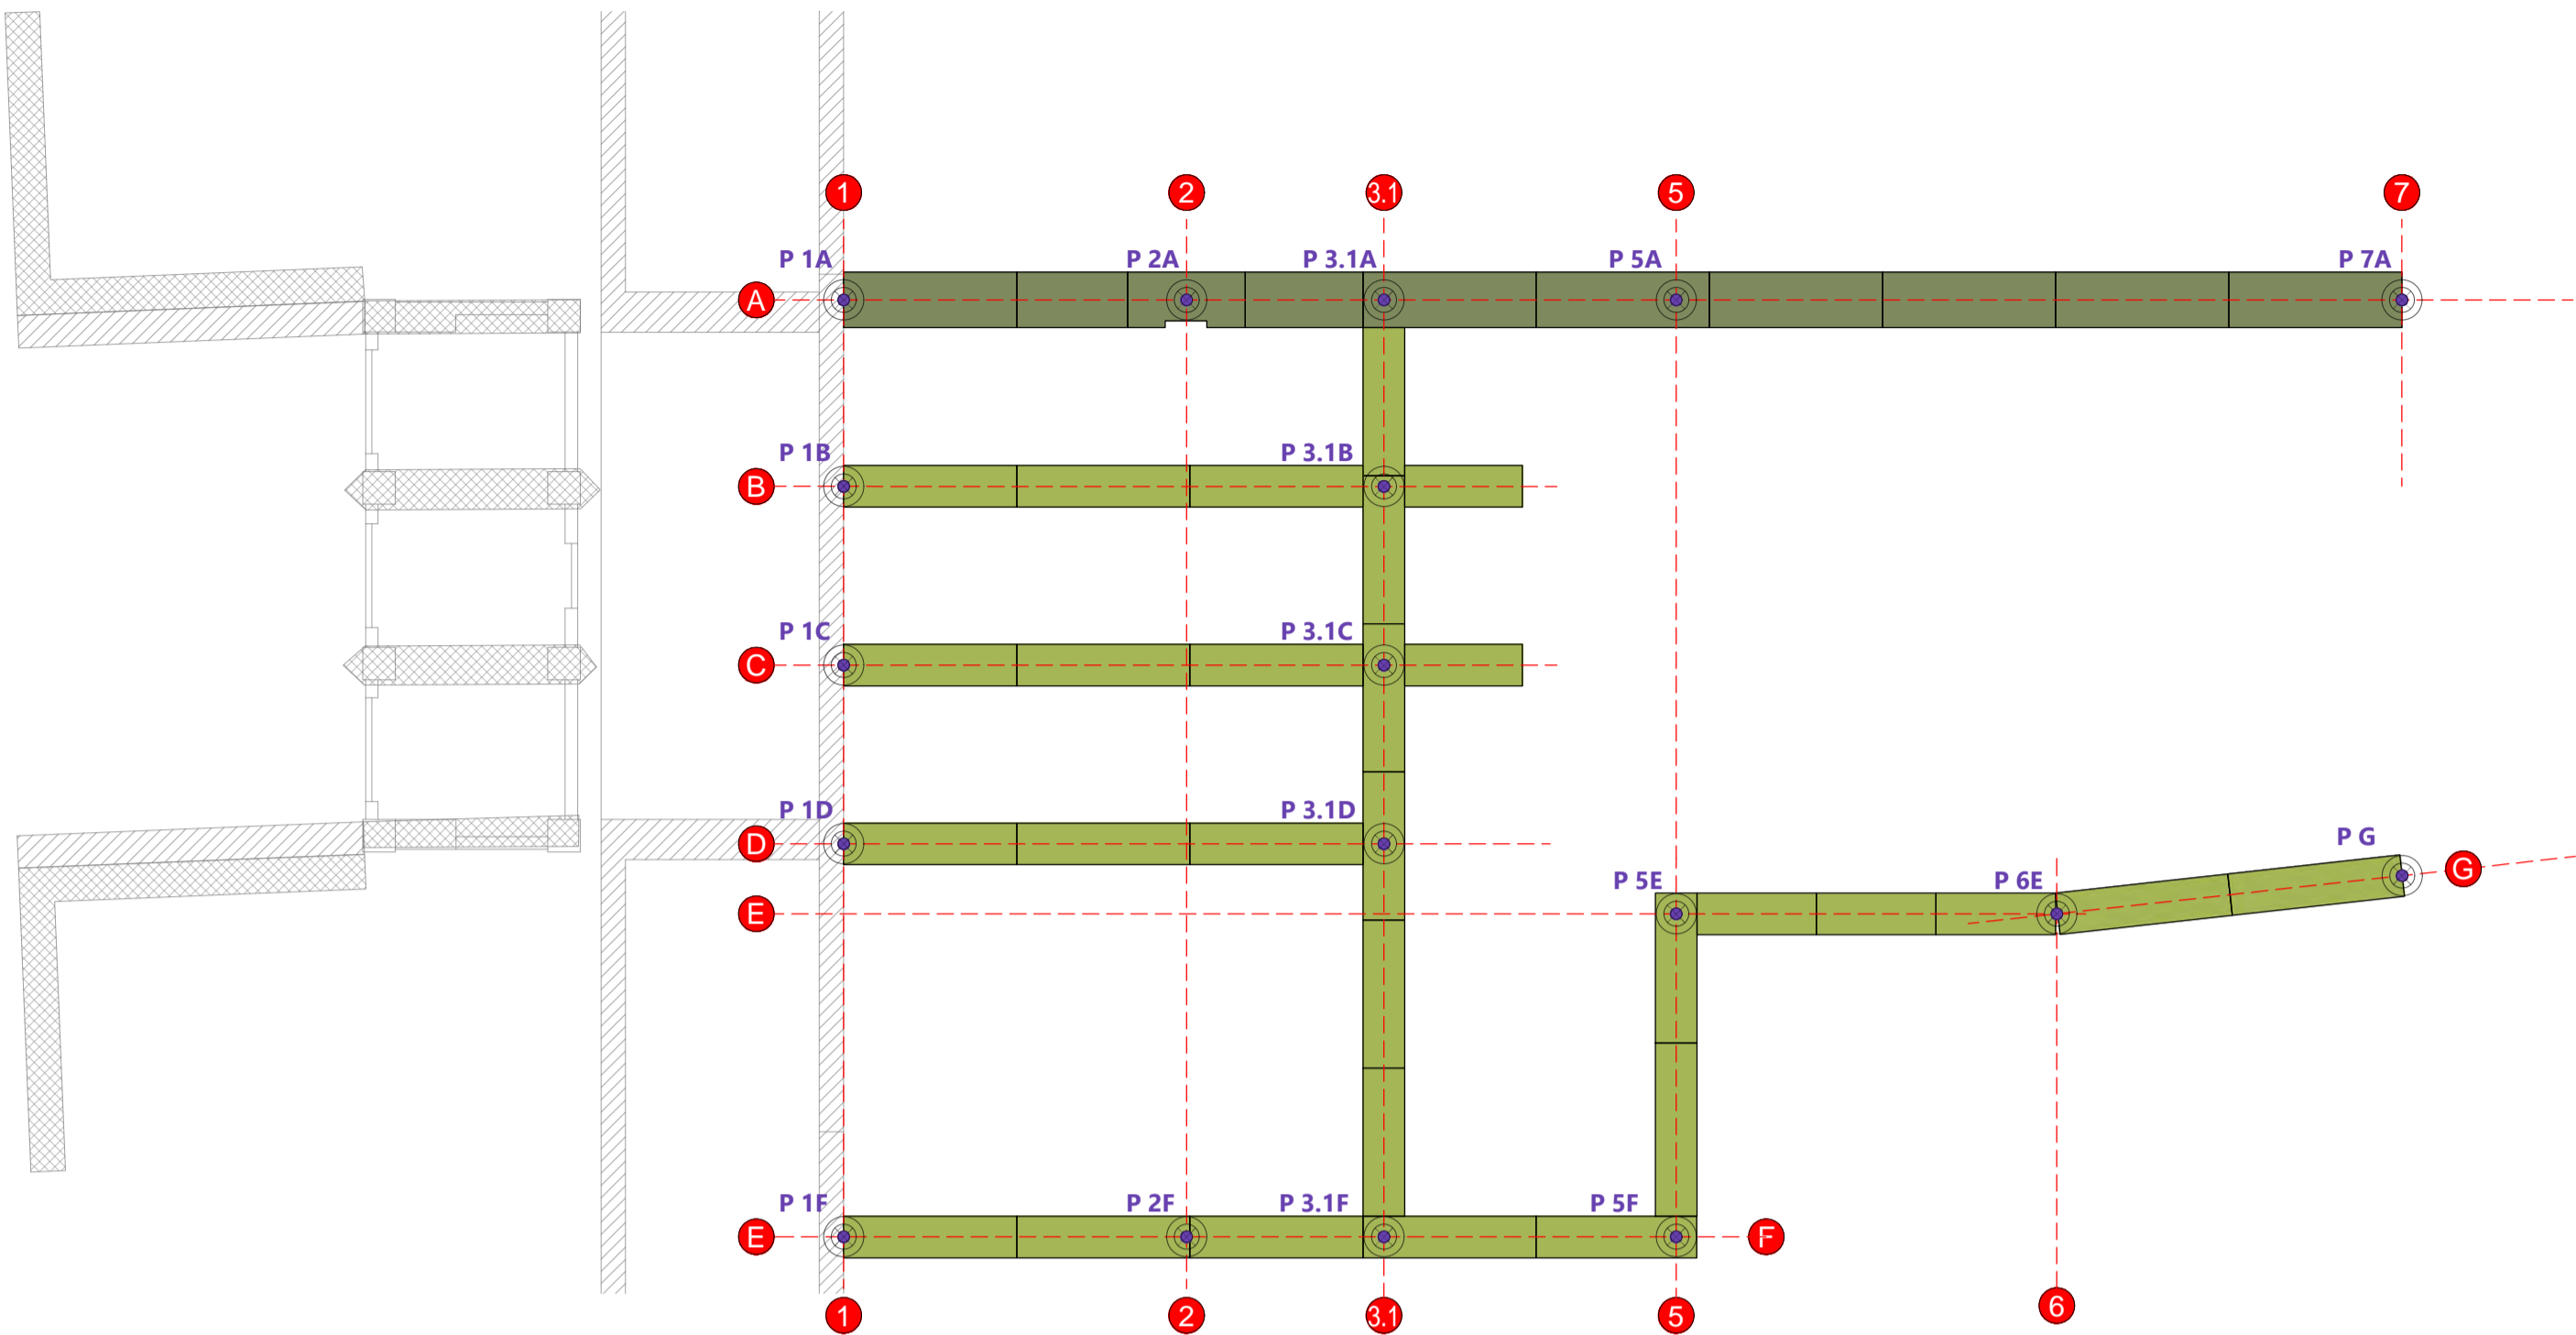 1 2 3.1 5 7
P 1A P 2A P 3.1A P 5A P 7A
A
P 1B P 3.1B
B
P 1C P 3.1C
C
P 1D P 3.1D
D
P G
G
P 5E P 6E
E
P 1F P 2F P 3.1F P 5F
E F
1 2 3.1 5 6